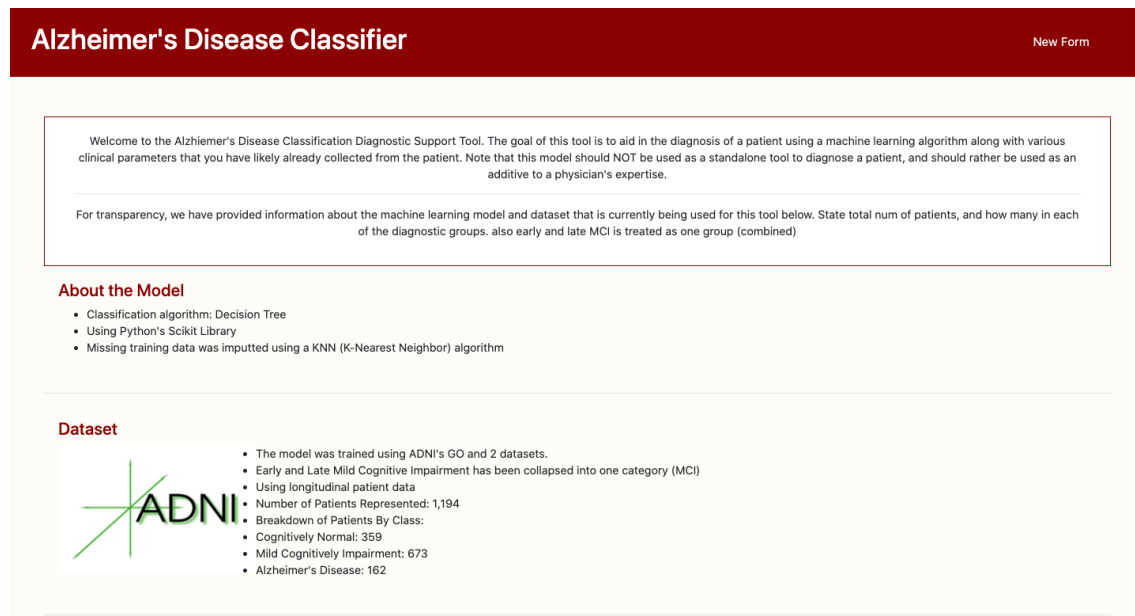 Alzheimer's Disease Classifier
New Form
Welcome to the Alzhiemer's Disease Classification Diagnostic Support Tool. The goal of this tool is to aid in the diagnosis of a patient using a machine learning algorithm along with various
clinical parameters that you have likely already collected from the patient. Note that this model should NOT be used as a standalone tool to diagnose a patient, and should rather be used as an
additive to a physician's expertise.
For transparency, we have provided information about the machine learning model and dataset that is currently being used for this tool below. State total num of patients, and how many in each
of the diagnostic groups. also early and late MCI is treated as one group (combined)
About the Model
• Classification algorithm: Decision Tree
• Using Python's Scikit Library
• Missing training data was imputted using a KNN (K-Nearest Neighbor) algorithm
Dataset
ADNI
• The model was trained using ADNI's GO and 2 datasets.
• Early and Late Mild Cognitive Impairment has been collapsed into one category (MCI)
• Using longitudinal patient data
• Number of Patients Represented: 1,194
• Breakdown of Patients By Class:
• Cognitively Normal: 359
• Mild Cognitively Impairment: 673
• Alzheimer's Disease: 162